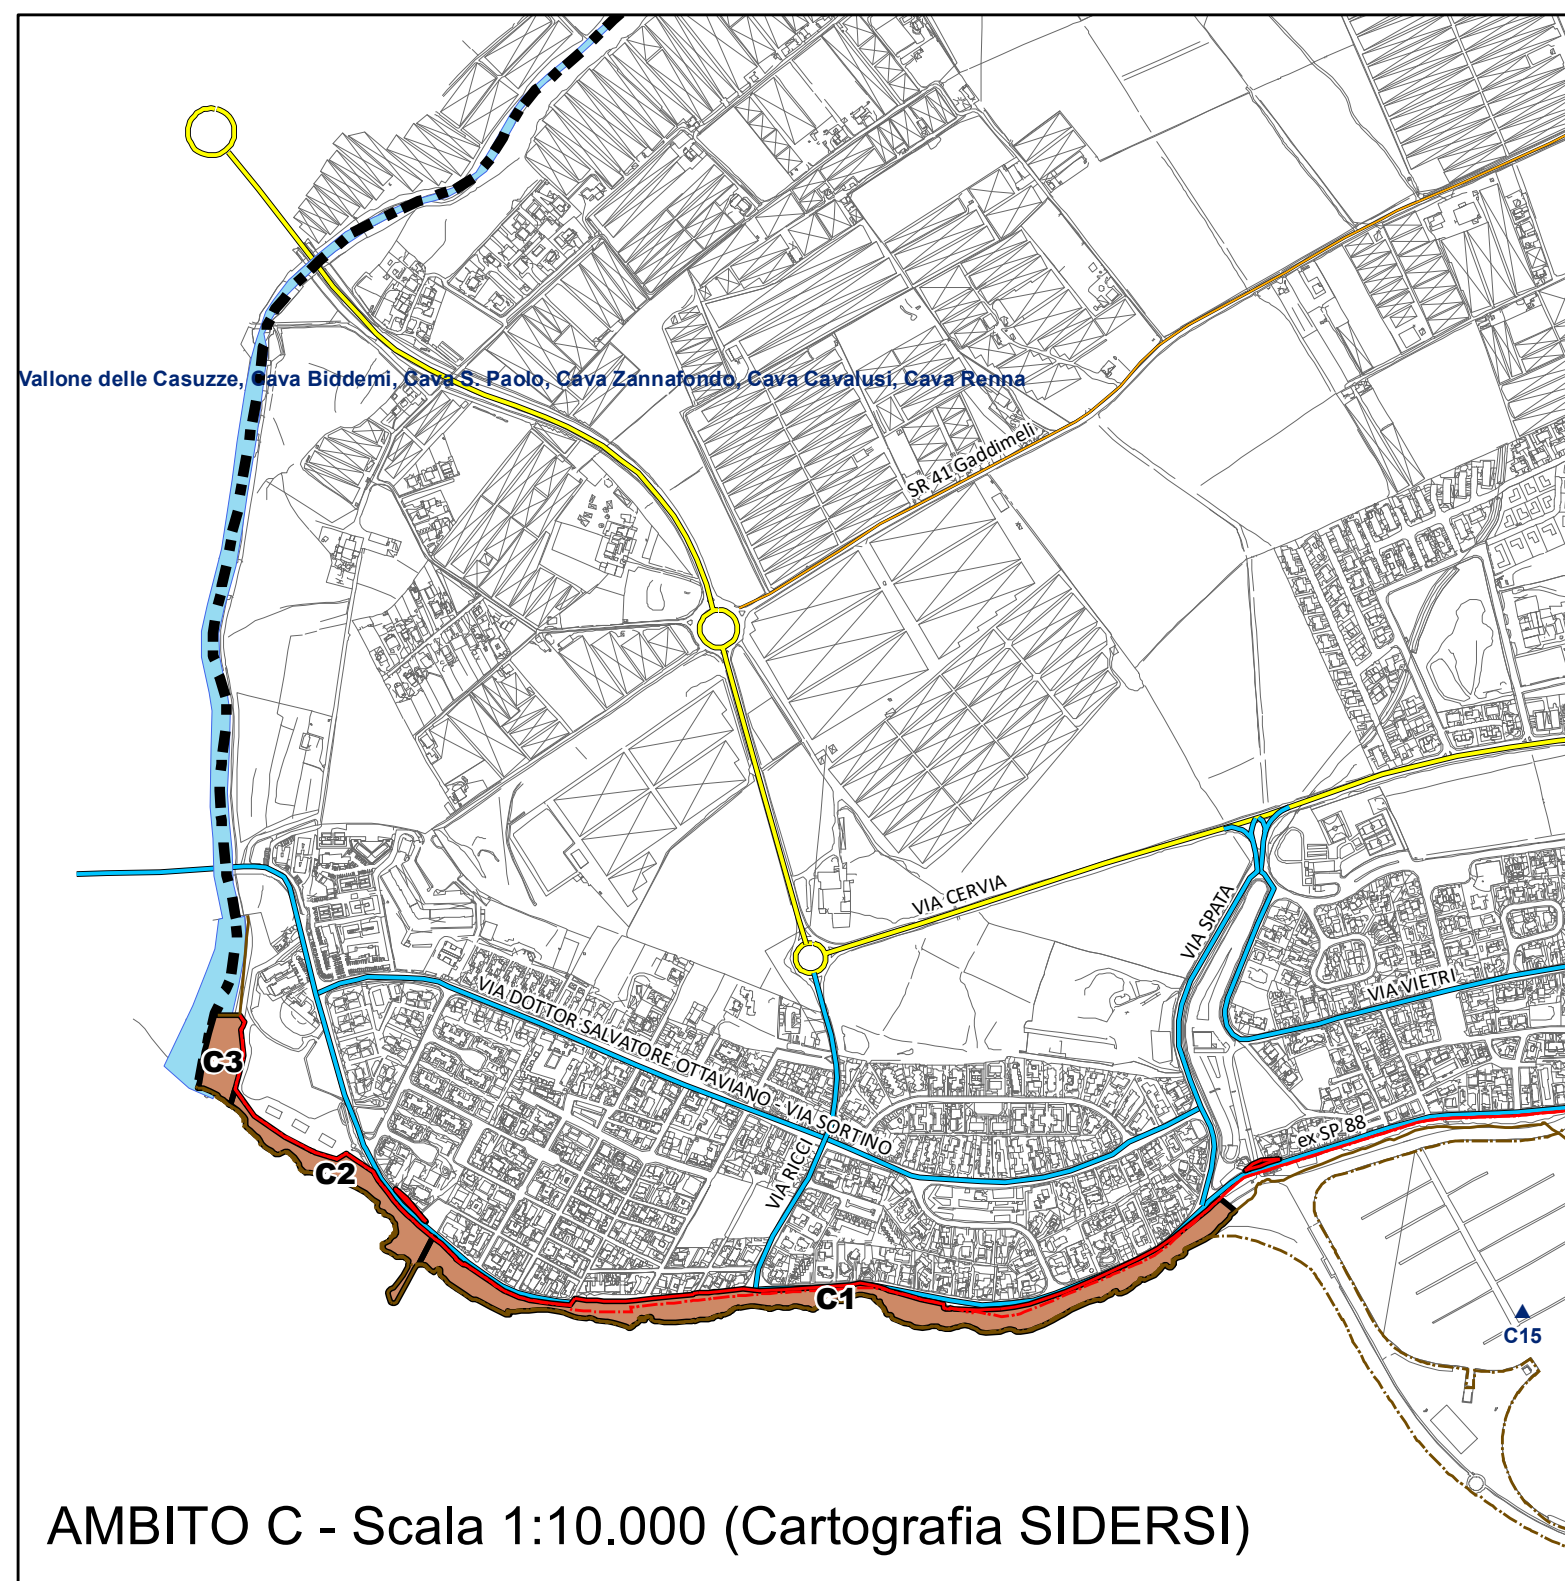 Vallone delle Casuzze, Cava Biddemi, Cava S. Paolo, Cava Zannafondo, Cava Cavalusi, Cava Renna
SR 41 Gaddimeli
VIA CERVIA
VIA SPATA
VIA VIETRI
VIA DOTTOR SALVATORE OTTAVIANO - VIA SORTINO
C3
VIA RICCI
ex SP 88
C2
C1
C15
AMBITO C - Scala 1:10.000 (Cartografia SIDERSI)